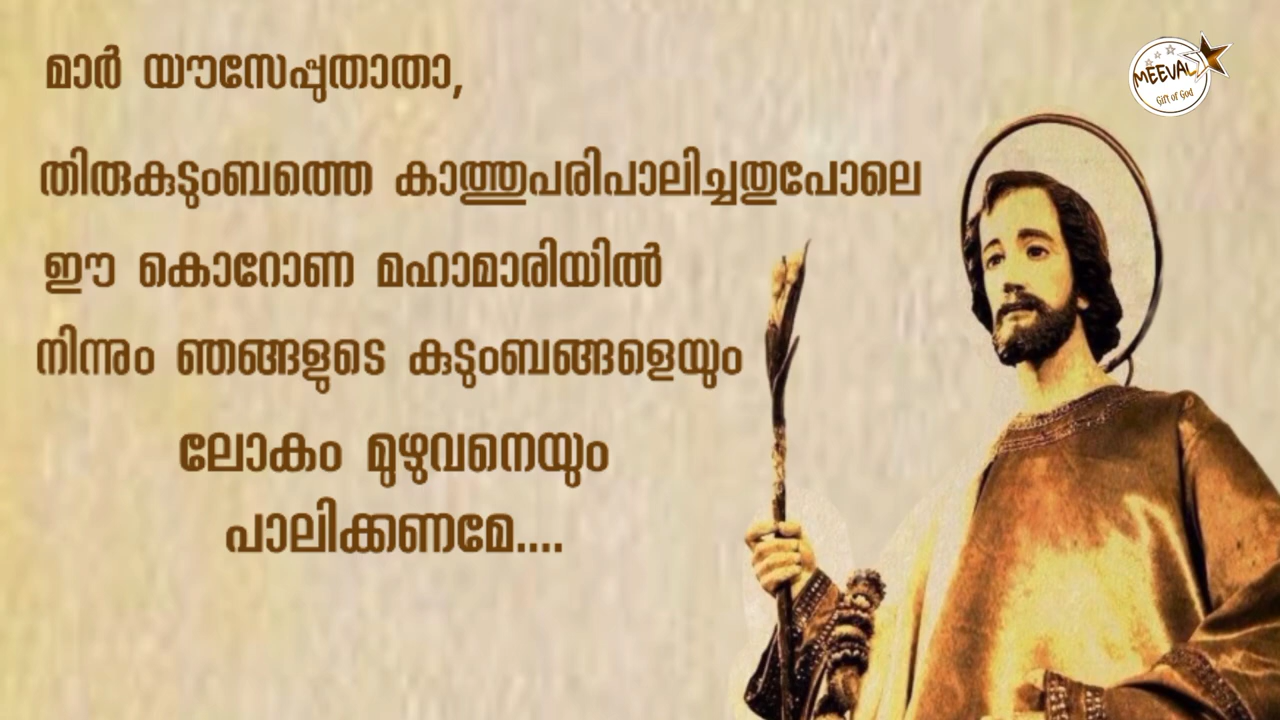 മാർ യൗസേപ്പുതാതാ,
തിരുകുടുംബത്തെ കാത്തുപരിപാലിച്ചതുപോലെ
ഈ കൊറോണ മഹാമാരിയിൽ
നിന്നും ഞങ്ങളുടെ കുടുംബങ്ങളെയും
ലോകം മുഴുവനെയും
പാലിക്കണമേ....
MEEVAL
Gift of God